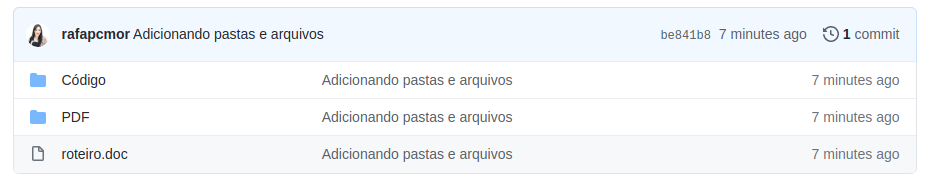 rafapcmor Adicionando pastas e arquivos be841b8 7 minutes ago 1 commit
Código Adicionando pastas e arquivos 7 minutes ago
PDF Adicionando pastas e arquivos 7 minutes ago
roteiro.doc Adicionando pastas e arquivos 7 minutes ago